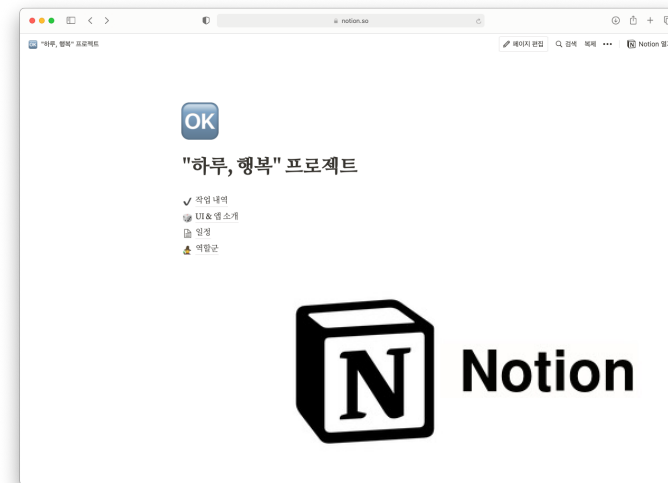 notion.so
"하루, 행복" 프로젝트
페이지 편집 검색 복제 ••• Notion 열
OK
"하루, 행복" 프로젝트
작업 내역
UI & 앱 소개
일정
역할군
N Notion